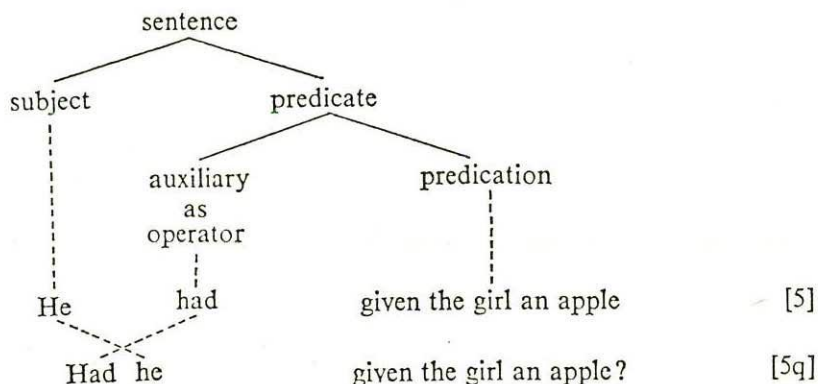 sentence
subject predicate
auxiliary predication
as
operator
He had given the girl an apple [5]
Had he given the girl an apple? [5q]